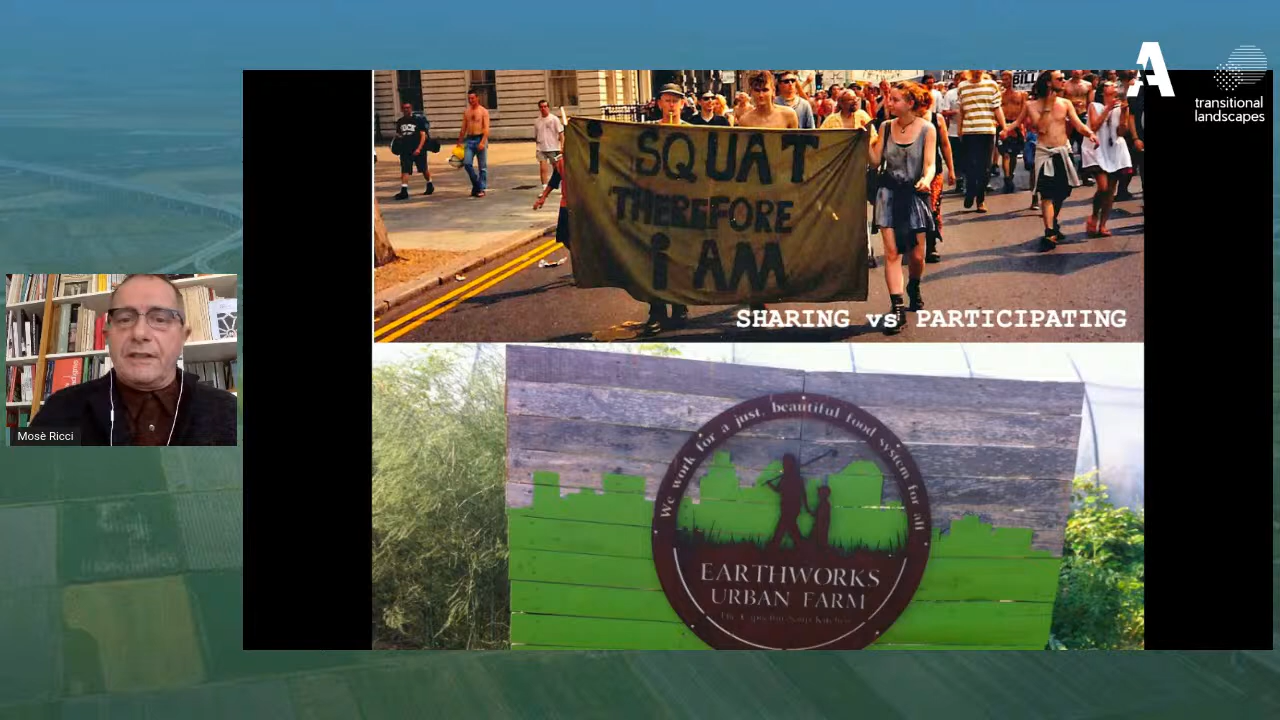 A
transitional
landscapes
BILL
i SQUAT
THEREFORE
i AM
SHARING vs PARTICIPATING
Mosè Ricci
We work for a just, beautiful food system for all
EARTHWORKS
URBAN FARM